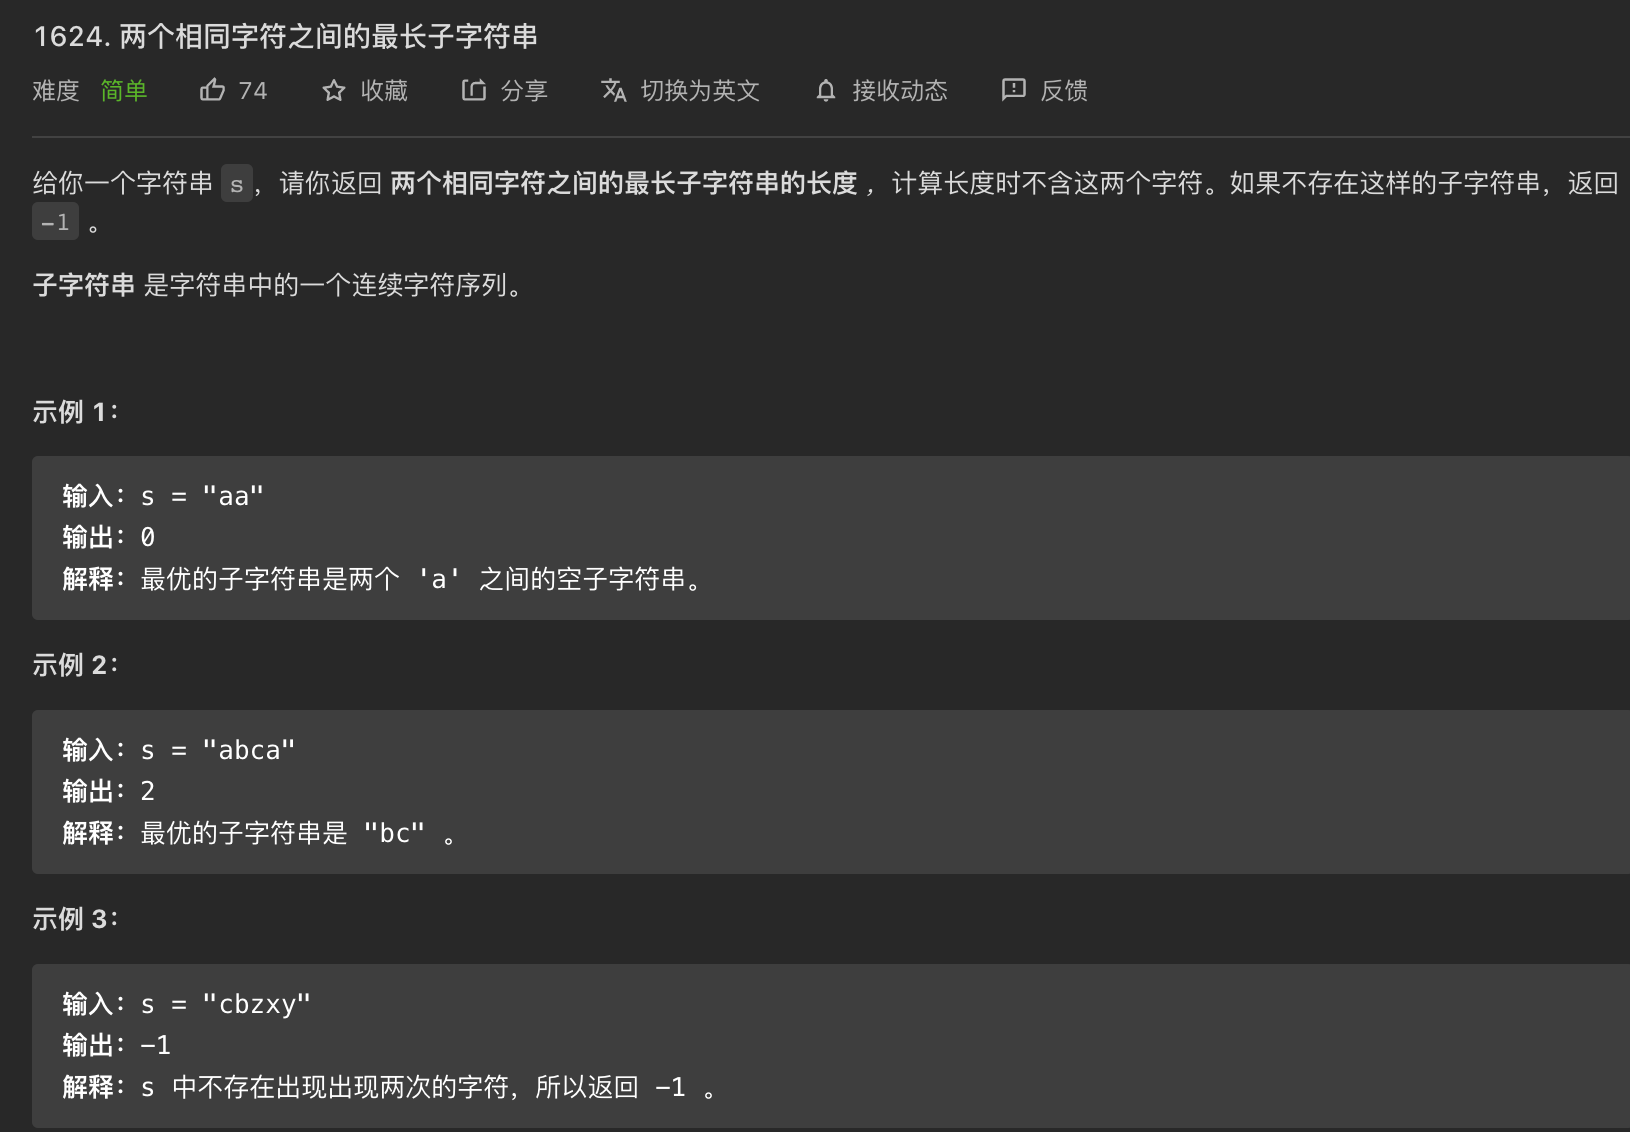 1624. 两个相同字符之间的最长子字符串
难度 简单 74 收藏 分享 切换为英文 接收动态 反馈
给你一个字符串 s，请你返回 两个相同字符之间的最长子字符串的长度 ，计算长度时不含这两个字符。如果不存在这样的子字符串，返回
-1 。
子字符串 是字符串中的一个连续字符序列。
示例 1：
输入：s = "aa"
输出：0
解释：最优的子字符串是两个 'a' 之间的空子字符串。
示例 2：
输入：s = "abca"
输出：2
解释：最优的子字符串是 "bc" 。
示例 3：
输入：s = "cbzxy"
输出：-1
解释：s 中不存在出现出现两次的字符，所以返回 -1 。